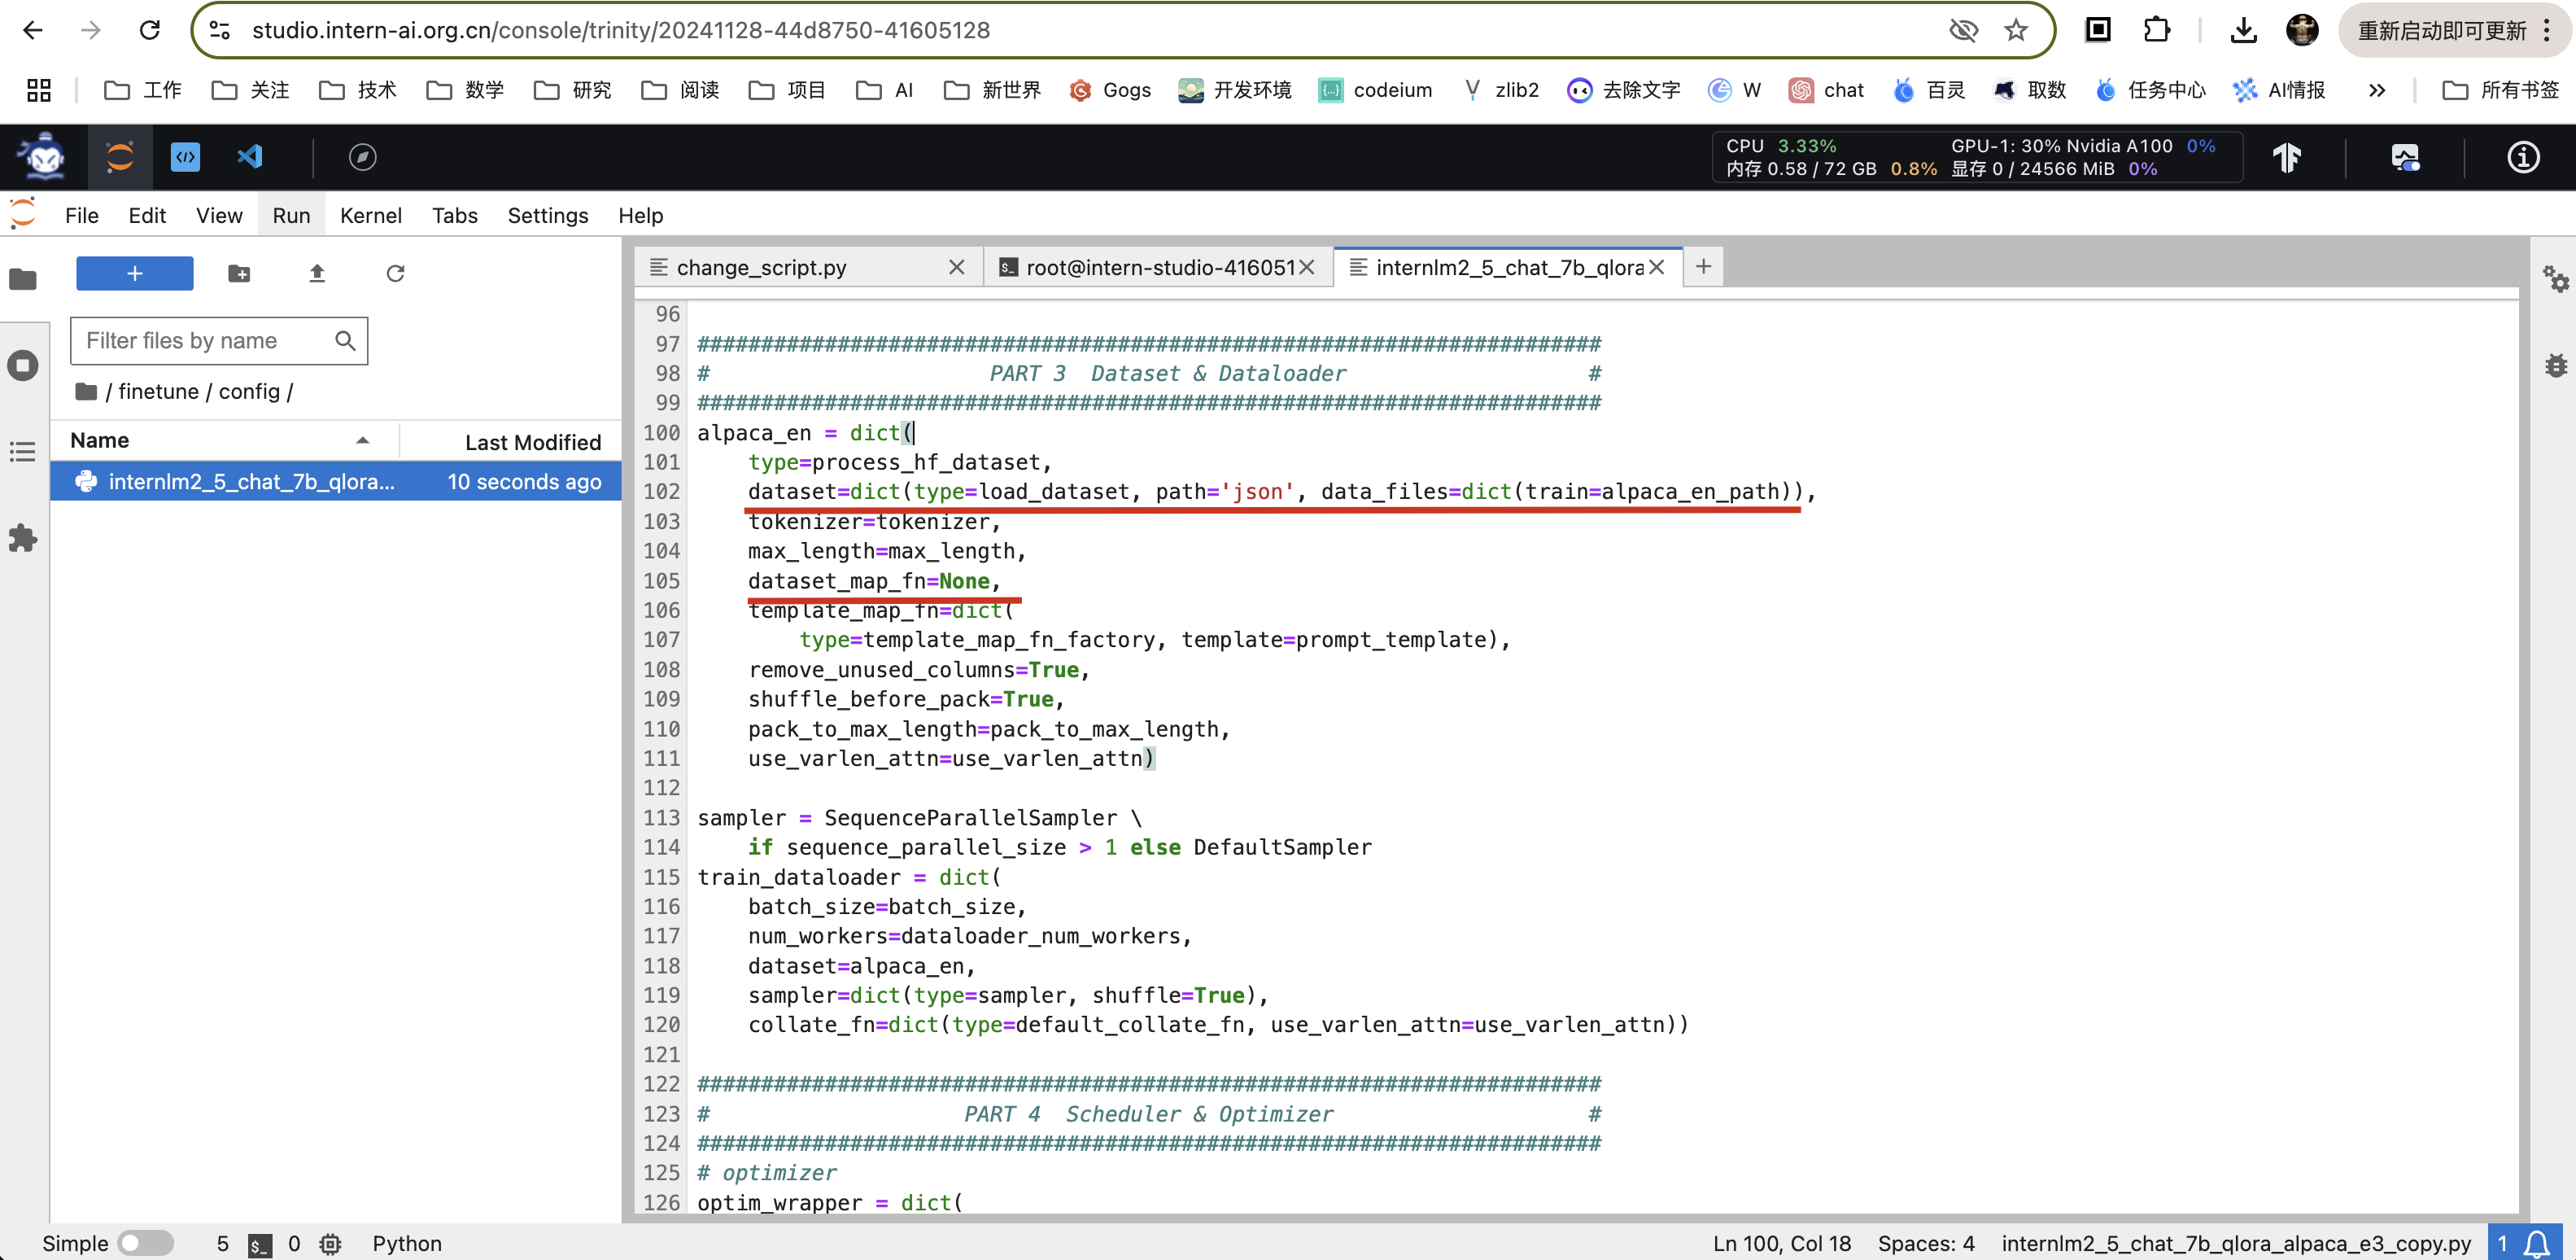 studio.intern-ai.org.cn/console/trinity/20241128-44d8750-41605128
重新启动即可更新
工作 关注 技术 数学 研究 阅读 项目 AI 新世界 Gogs 开发环境 codeium zlib2 去除文字 W chat 百灵 取数 任务中心 AI情报 » 所有书签
CPU 3.33% GPU-1: 30% Nvidia A100 0%
内存 0.58 / 72 GB 0.8% 显存 0 / 24566 MiB 0%
File Edit View Run Kernel Tabs Settings Help
change_script.py root@intern-studio-416051 internlm2_5_chat_7b_qlora
Filter files by name
/ finetune / config /
Name Last Modified
internlm2_5_chat_7b_qlora... 10 seconds ago
96
97 #######################################################################
98 #                      PART 3  Dataset & Dataloader                   #
99 #######################################################################
100 alpaca_en = dict(
101     type=process_hf_dataset,
102     dataset=dict(type=load_dataset, path='json', data_files=dict(train=alpaca_en_path)),
103     tokenizer=tokenizer,
104     max_length=max_length,
105     dataset_map_fn=None,
106     template_map_fn=dict(
107         type=template_map_fn_factory, template=prompt_template),
108     remove_unused_columns=True,
109     shuffle_before_pack=True,
110     pack_to_max_length=pack_to_max_length,
111     use_varlen_attn=use_varlen_attn)
112
113 sampler = SequenceParallelSampler \
114     if sequence_parallel_size > 1 else DefaultSampler
115 train_dataloader = dict(
116     batch_size=batch_size,
117     num_workers=dataloader_num_workers,
118     dataset=alpaca_en,
119     sampler=dict(type=sampler, shuffle=True),
120     collate_fn=dict(type=default_collate_fn, use_varlen_attn=use_varlen_attn))
121
122 #######################################################################
123 #                    PART 4  Scheduler & Optimizer                    #
124 #######################################################################
125 # optimizer
126 optim_wrapper = dict(
Simple 5 $_ 0 Python Ln 100, Col 18 Spaces: 4 internlm2_5_chat_7b_qlora_alpaca_e3_copy.py 1